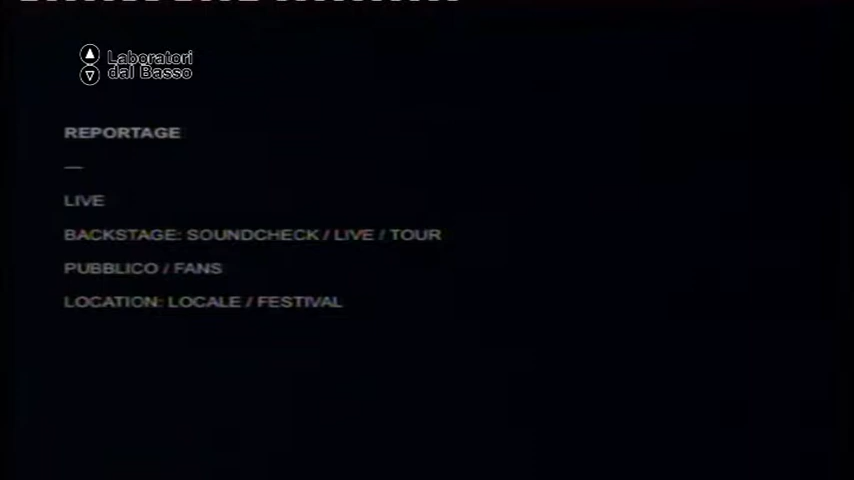 Laboratori
dal Basso
REPORTAGE
—
LIVE
BACKSTAGE: SOUNDCHECK / LIVE / TOUR
PUBBLICO / FANS
LOCATION: LOCALE / FESTIVAL